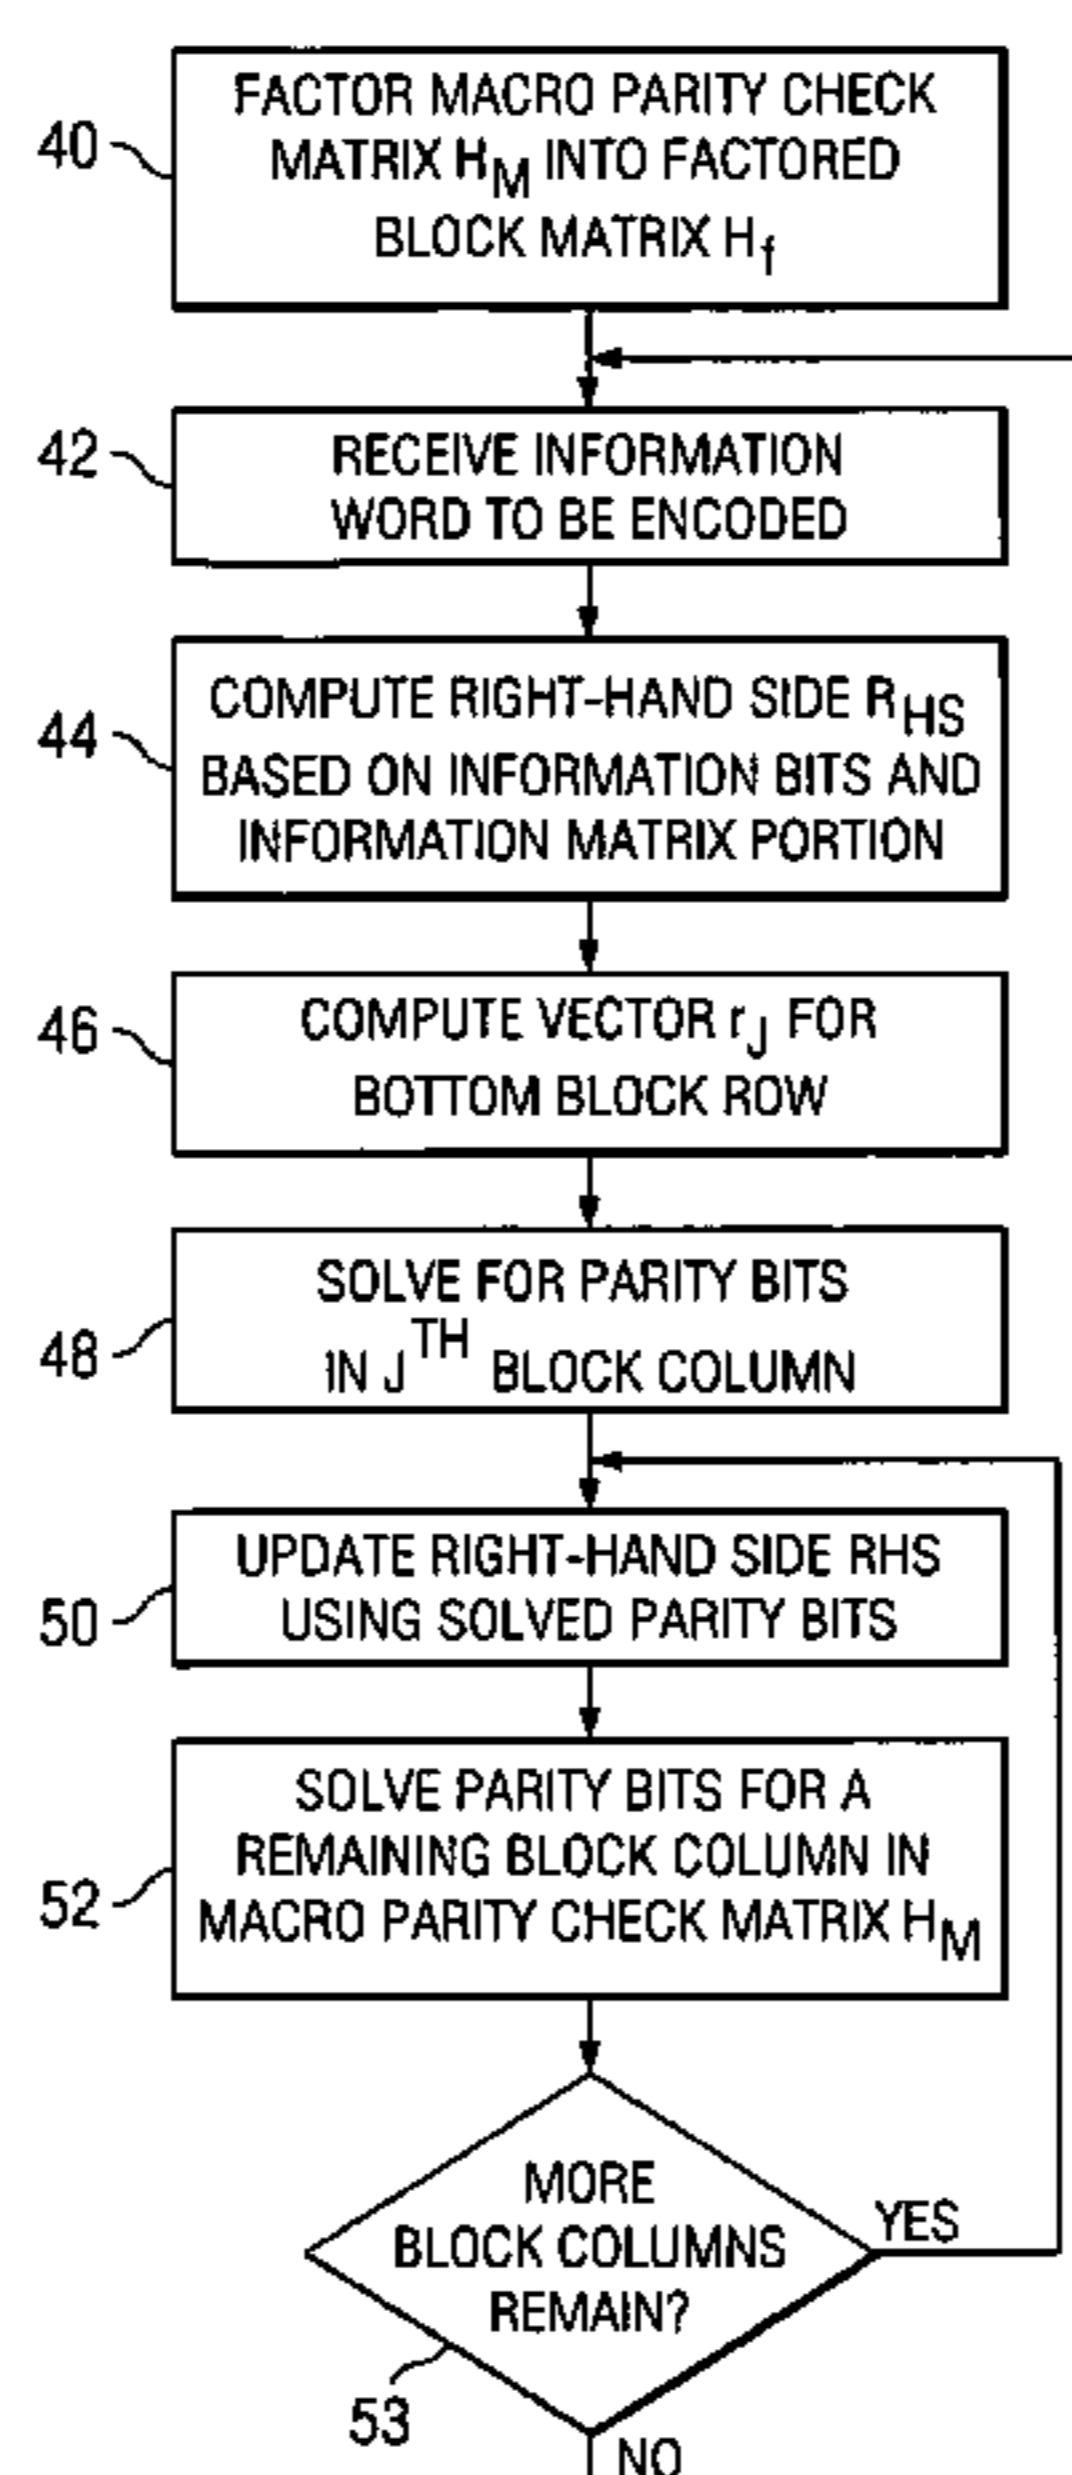 40
FACTOR MACRO PARITY CHECK
MATRIX H_M INTO FACTORED
BLOCK MATRIX H_f
42
RECEIVE INFORMATION
WORD TO BE ENCODED
44
COMPUTE RIGHT-HAND SIDE R_HS
BASED ON INFORMATION BITS AND
INFORMATION MATRIX PORTION
46
COMPUTE VECTOR r_J FOR
BOTTOM BLOCK ROW
48
SOLVE FOR PARITY BITS
IN J^TH BLOCK COLUMN
50
UPDATE RIGHT-HAND SIDE RHS
USING SOLVED PARITY BITS
52
SOLVE PARITY BITS FOR A
REMAINING BLOCK COLUMN IN
MACRO PARITY CHECK MATRIX H_M
MORE
BLOCK COLUMNS
REMAIN?
YES
53
NO